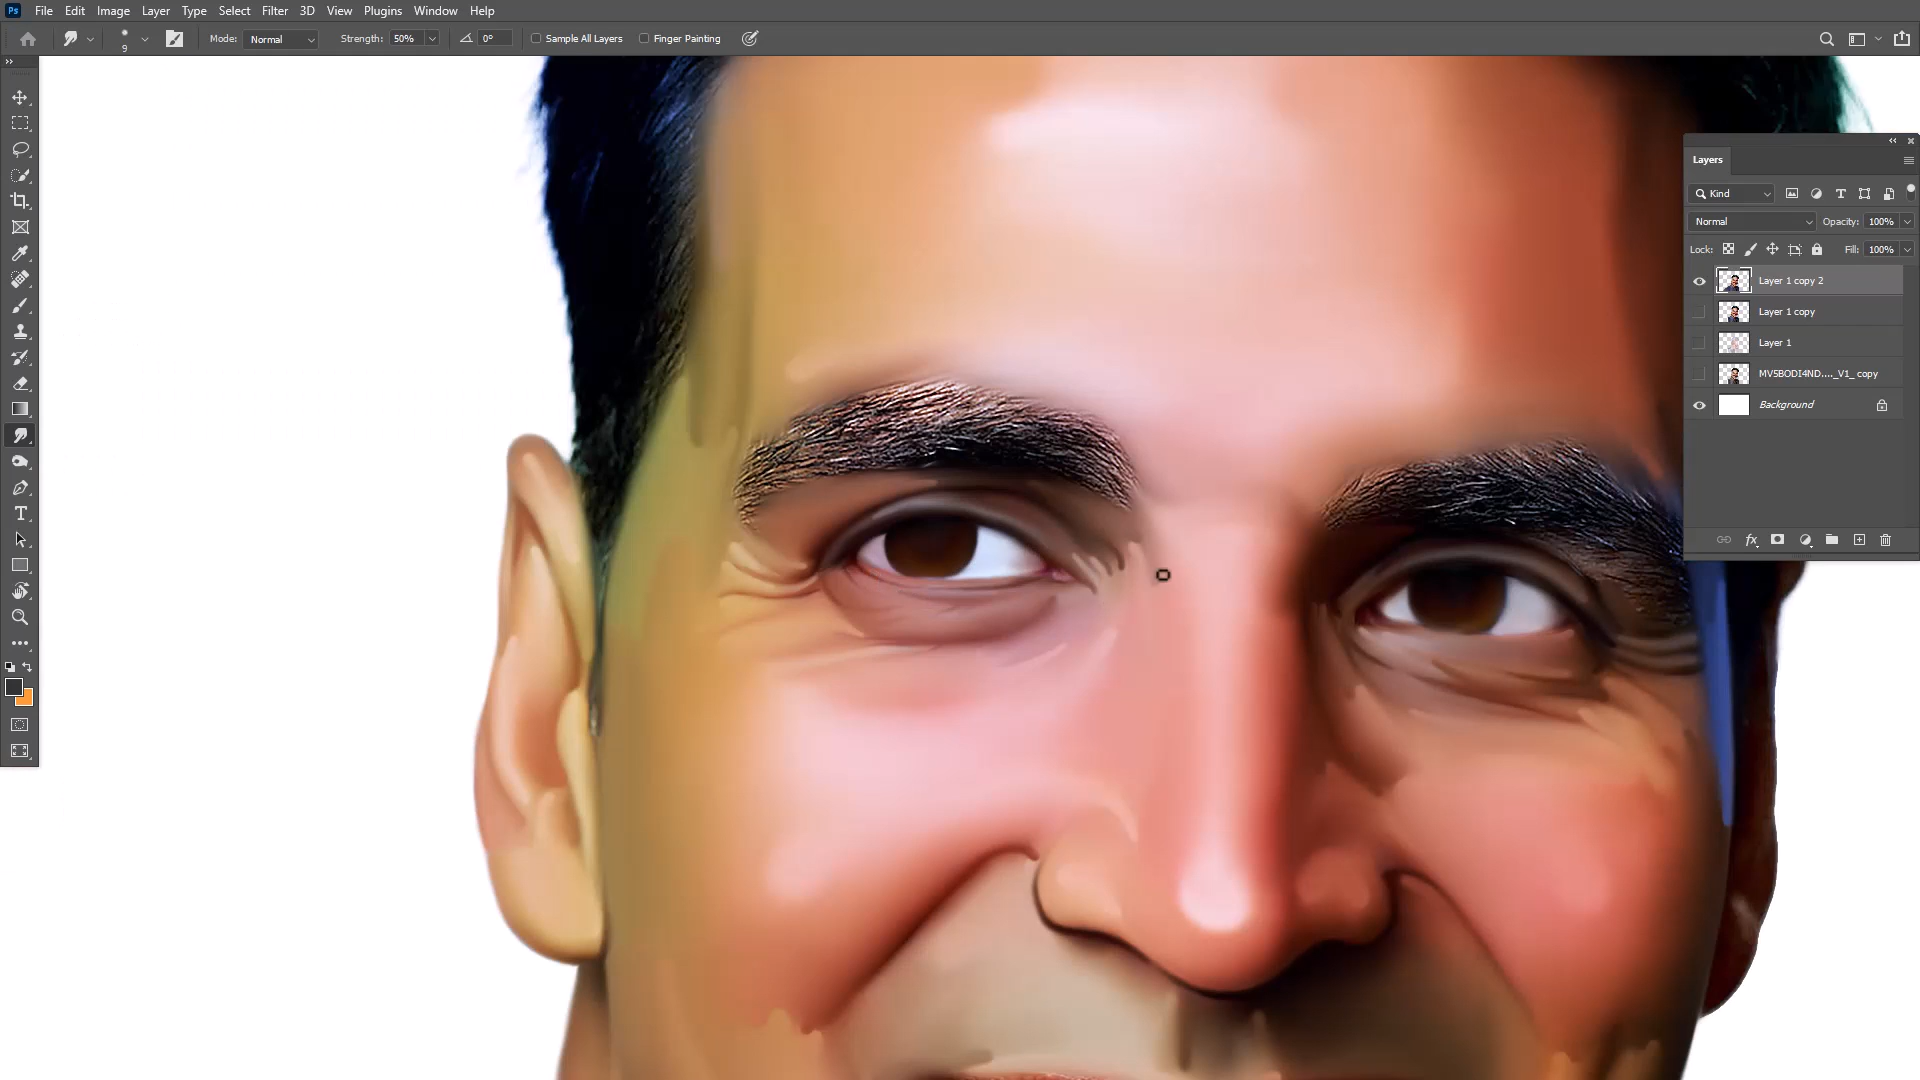 Ps File Edit Image Layer Type Select Filter 3D View Plugins Window Help
9 Mode: Normal Strength: 50% 0° Sample All Layers Finger Painting
Layers
Kind
Normal Opacity: 100%
Lock: Fill: 100%
Layer 1 copy 2
Layer 1 copy
Layer 1
MV5BODI4ND...._V1_ copy
Background
fx